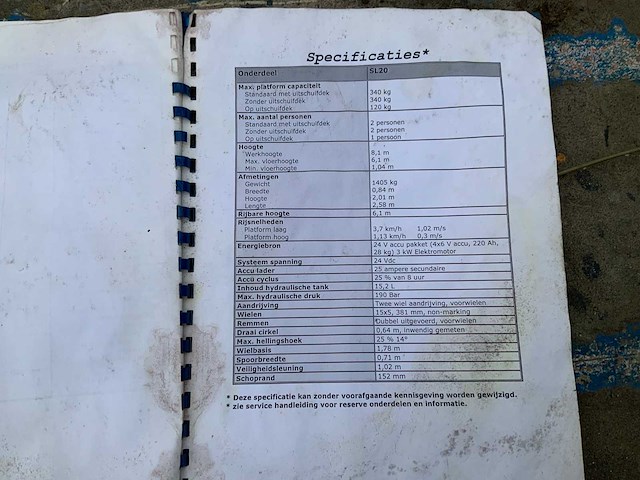 Specificaties*
Onderdeel SL20
Max. platform capaciteit
Standaard met uitschuifdek 340 kg
Zonder uitschuifdek 340 kg
Op uitschuifdek 120 kg
Max. aantal personen
Standaard met uitschuifdek 2 personen
Zonder uitschuifdek 2 personen
Op uitschuifdek 1 persoon
Hoogte
Werkhoogte 8,1 m
Max. vloerhoogte 6,1 m
Min. vloerhoogte 1,04 m
Afmetingen
Gewicht 1405 kg
Breedte 0,84 m
Hoogte 2,01 m
Lengte 2,58 m
Rijbare hoogte 6,1 m
Rijsnelheden
Platform laag 3,7 km/h 1,02 m/s
Platform hoog 1,13 km/h 0,3 m/s
Energiebron 24 V accu pakket (4x6 V accu, 220 Ah,
28 kg) 3 kW Elektromotor
Systeem spanning 24 Vdc
Accu lader 25 ampere secundaire
Accu cyclus 25 % van 8 uur
Inhoud hydraulische tank 15,2 L
Max. hydraulische druk 190 Bar
Aandrijving Twee wiel aandrijving, voorwielen
Wielen 15x5, 381 mm, non-marking
Remmen Dubbel uitgevoerd, voorwielen
Draai cirkel 0,64 m, inwendig gemeten
Max. hellingshoek 25 % 14°
Wielbasis 1,78 m
Spoorbreedte 0,71 m
Veiligheidsleuning 1,02 m
Schoprand 152 mm
* Deze specificatie kan zonder voorafgaande kennisgeving worden gewijzigd.
* zie service handleiding voor reserve onderdelen en informatie.